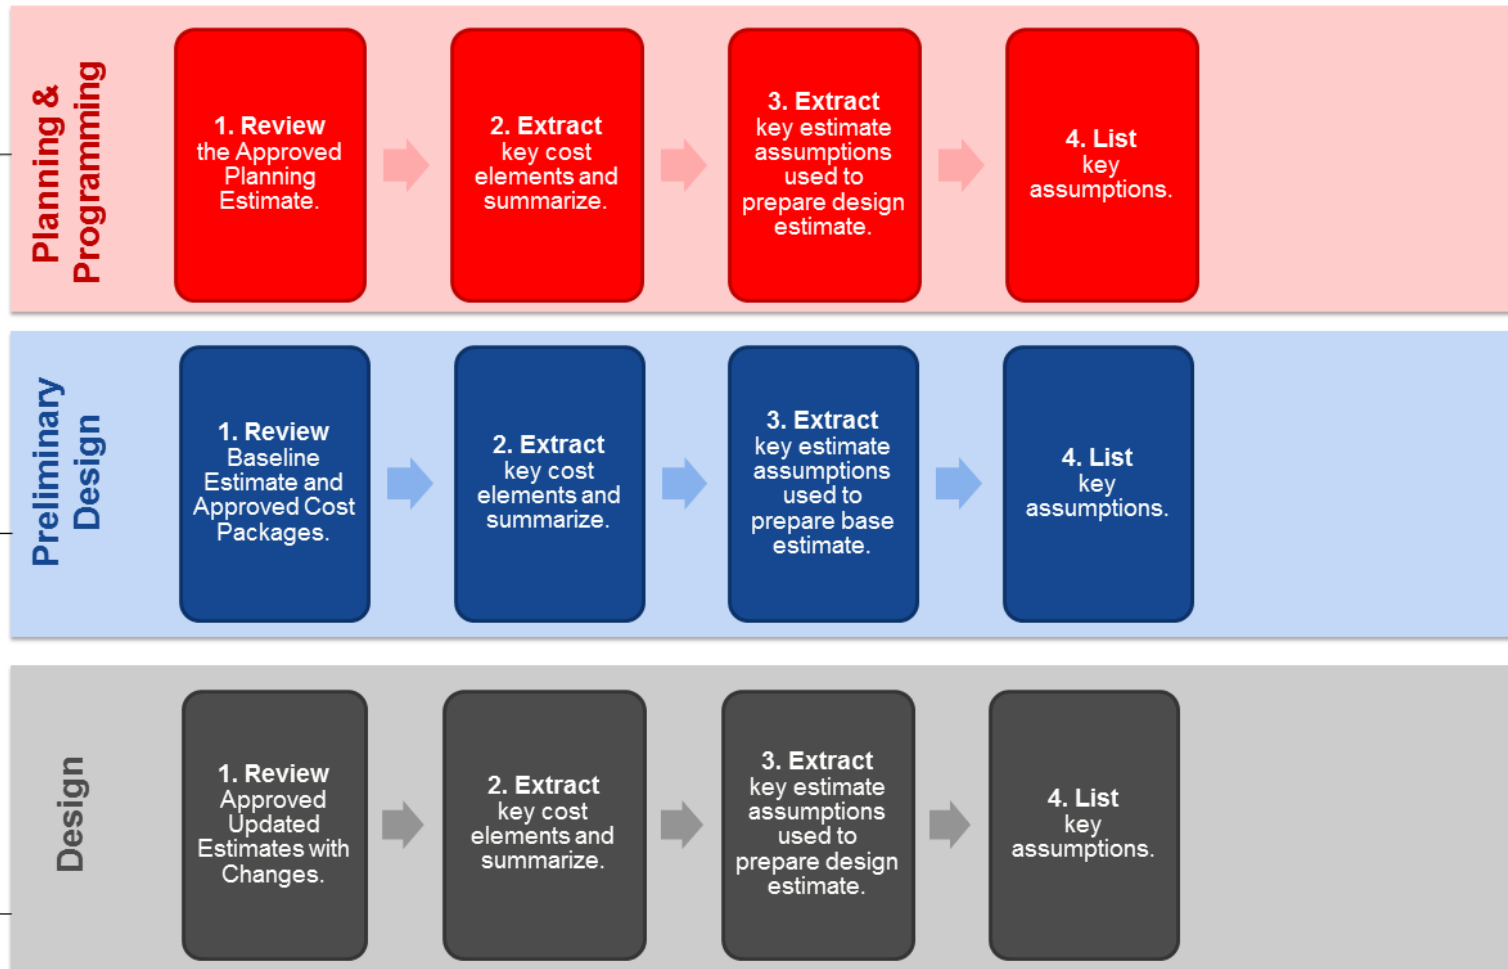 Planning &
Programming
1. Review
the Approved
Planning
Estimate.
2. Extract
key cost
elements and
summarize.
3. Extract
key estimate
assumptions
used to
prepare design
estimate.
4. List
key
assumptions.
Preliminary
Design
1. Review
Baseline
Estimate and
Approved Cost
Packages.
2. Extract
key cost
elements and
summarize.
3. Extract
key estimate
assumptions
used to
prepare base
estimate.
4. List
key
assumptions.
Design
1. Review
Approved
Updated
Estimates with
Changes.
2. Extract
key cost
elements and
summarize.
3. Extract
key estimate
assumptions
used to
prepare design
estimate.
4. List
key
assumptions.